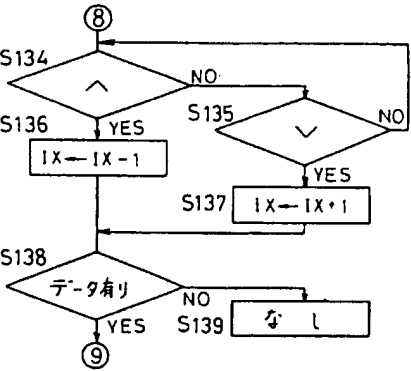 8
S134
∧
NO
S135
∨
NO
S136
YES
IX←IX-1
YES
S137
IX←IX+1
S138
データ有り
NO
YES
S139
なし
9